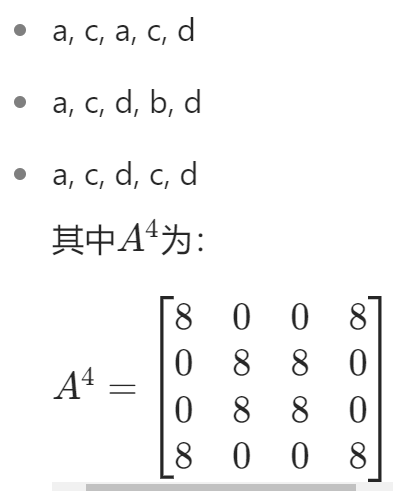 a, c, a, c, d
a, c, d, b, d
a, c, d, c, d
其中A⁴为：
A⁴ =
8 0 0 8
0 8 8 0
0 8 8 0
8 0 0 8